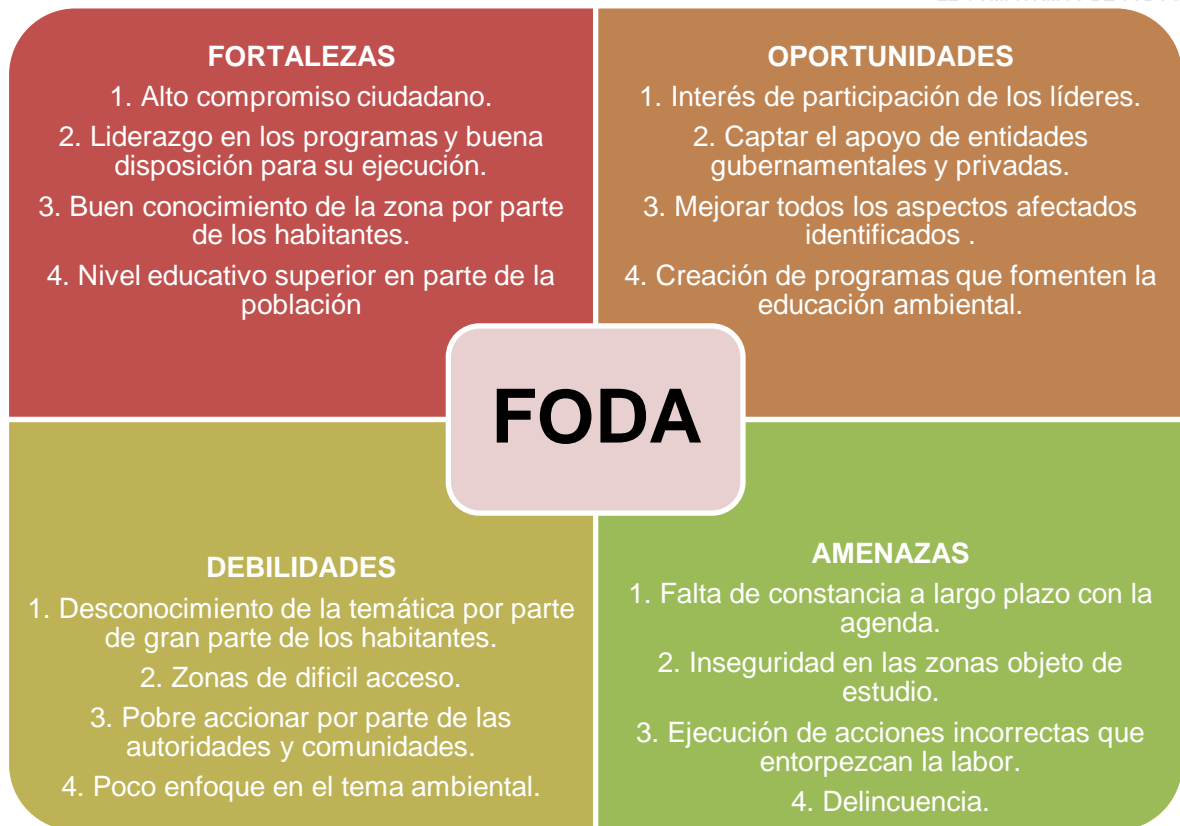 FORTALEZAS
1. Alto compromiso ciudadano.
2. Liderazgo en los programas y buena
disposición para su ejecución.
3. Buen conocimiento de la zona por parte
de los habitantes.
4. Nivel educativo superior en parte de la
población
OPORTUNIDADES
1. Interés de participación de los líderes.
2. Captar el apoyo de entidades
gubernamentales y privadas.
3. Mejorar todos los aspectos afectados
identificados .
4. Creación de programas que fomenten la
educación ambiental.
FODA
DEBILIDADES
1. Desconocimiento de la temática por parte
de gran parte de los habitantes.
2. Zonas de dificil acceso.
3. Pobre accionar por parte de las
autoridades y comunidades.
4. Poco enfoque en el tema ambiental.
AMENAZAS
1. Falta de constancia a largo plazo con la
agenda.
2. Inseguridad en las zonas objeto de
estudio.
3. Ejecución de acciones incorrectas que
entorpezcan la labor.
4. Delincuencia.